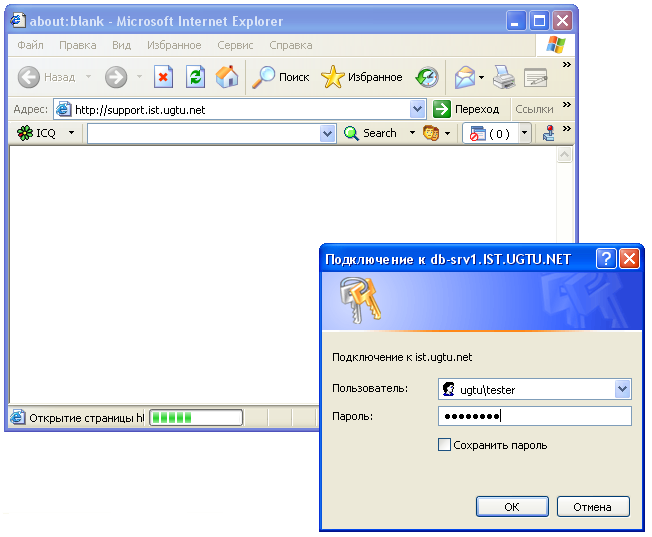 about:blank - Microsoft Internet Explorer
Файл Правка Вид Избранное Сервис Справка
Назад Поиск Избранное »
Адрес: http://support.ist.ugtu.net Переход Ссылки »
ICQ Search ( 0 ) »
Подключение к db-srv1.IST.UGTU.NET
Подключение к ist.ugtu.net
Пользователь: ugtu\tester
Пароль: ●●●●●●●●
Сохранить пароль
OK Отмена
Открытие страницы ht